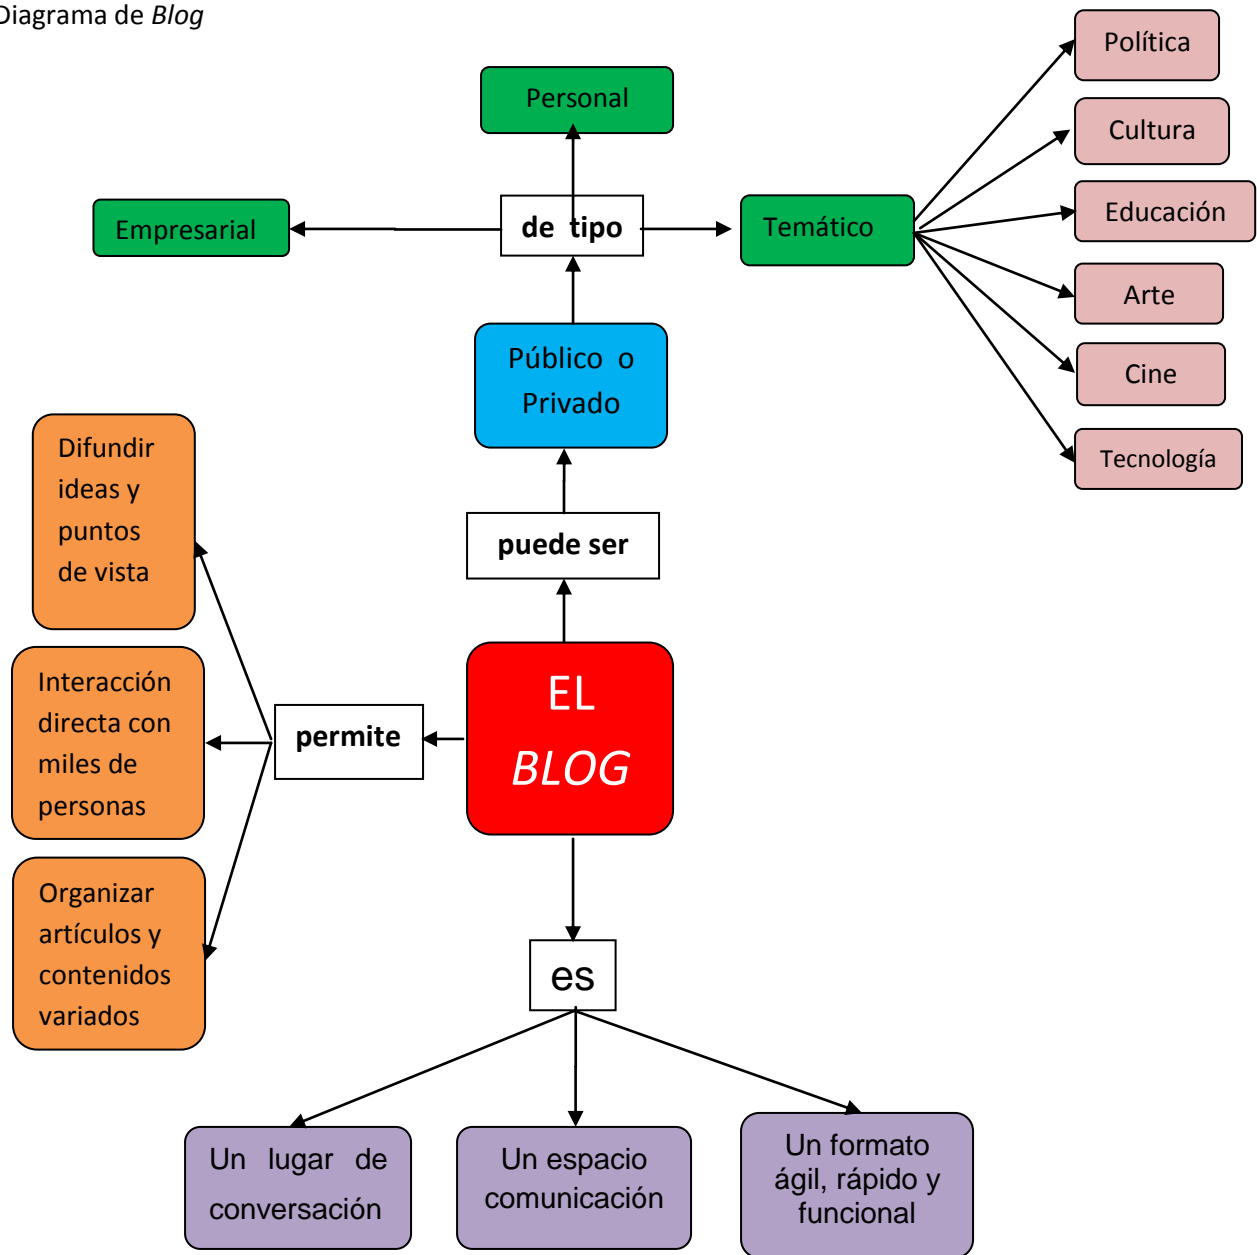 Diagrama de Blog
Política
Personal
Cultura
Educación
Empresarial
de tipo
Temático
Arte
Público o
Privado
Cine
Tecnología
Difundir
ideas y
puntos
de vista
puede ser
Interacción
directa con
miles de
personas
permite
EL
BLOG
Organizar
artículos y
contenidos
variados
es
Un lugar de
conversación
Un espacio
comunicación
Un formato
ágil, rápido y
funcional